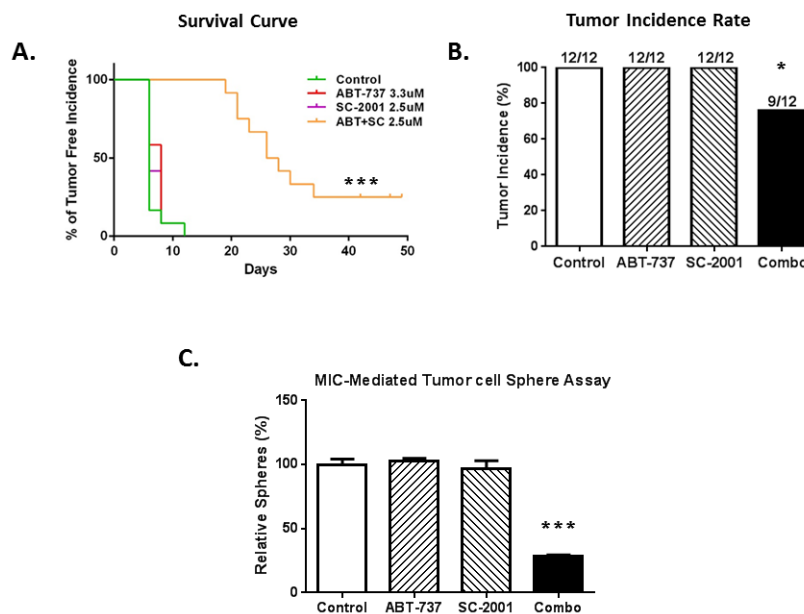 Survival Curve
A.
100
50
0
% of Tumor Free Incidence
0 10 20 30 40 50
Days
Control
ABT-737 3.3uM
SC-2001 2.5uM
ABT+SC 2.5uM
***
Tumor Incidence Rate
B.
12/12 12/12 12/12
*
9/12
100
80
60
40
20
0
Tumor Incidence (%)
Control ABT-737 SC-2001 Combo
C.
MIC-Mediated Tumor cell Sphere Assay
150
100
50
0
Relative Spheres (%)
***
Control ABT-737 SC-2001 Combo